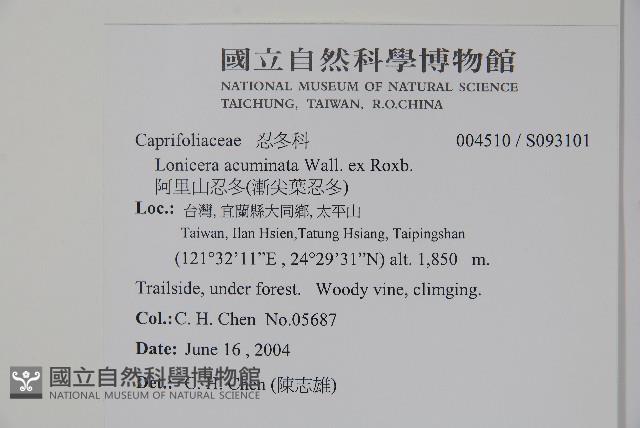 國立自然科學博物館
NATIONAL MUSEUM OF NATURAL SCIENCE
TAICHUNG, TAIWAN, R.O.CHINA
Caprifoliaceae 忍冬科 004510 / S093101
Lonicera acuminata Wall. ex Roxb.
阿里山忍冬(漸尖葉忍冬)
Loc.: 台灣, 宜蘭縣大同鄉, 太平山
Taiwan, Ilan Hsien,Tatung Hsiang, Taipingshan
(121°32'11”E , 24°29'31”N) alt. 1,850 m.
Trailside, under forest. Woody vine, climging.
Col.: C. H. Chen No.05687
Date: June 16 , 2004
Det.: C. H. Chen (陳志雄)
國立自然科學博物館
NATIONAL MUSEUM OF NATURAL SCIENCE